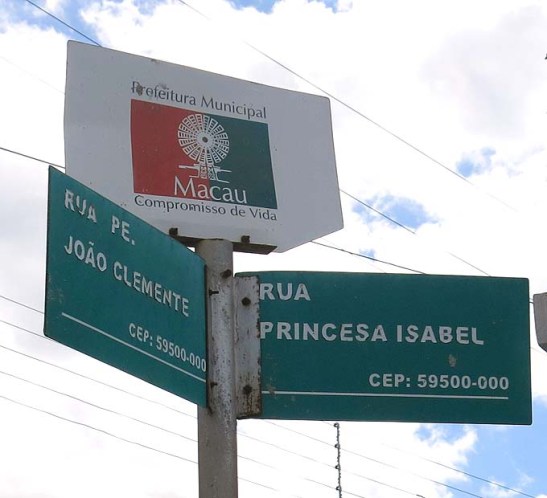 Prefeitura Municipal
Macau
Compromisso de Vida
RUA PE.
JOÃO CLEMENTE
CEP: 59500-000
RUA
PRINCESA ISABEL
CEP: 59500-000